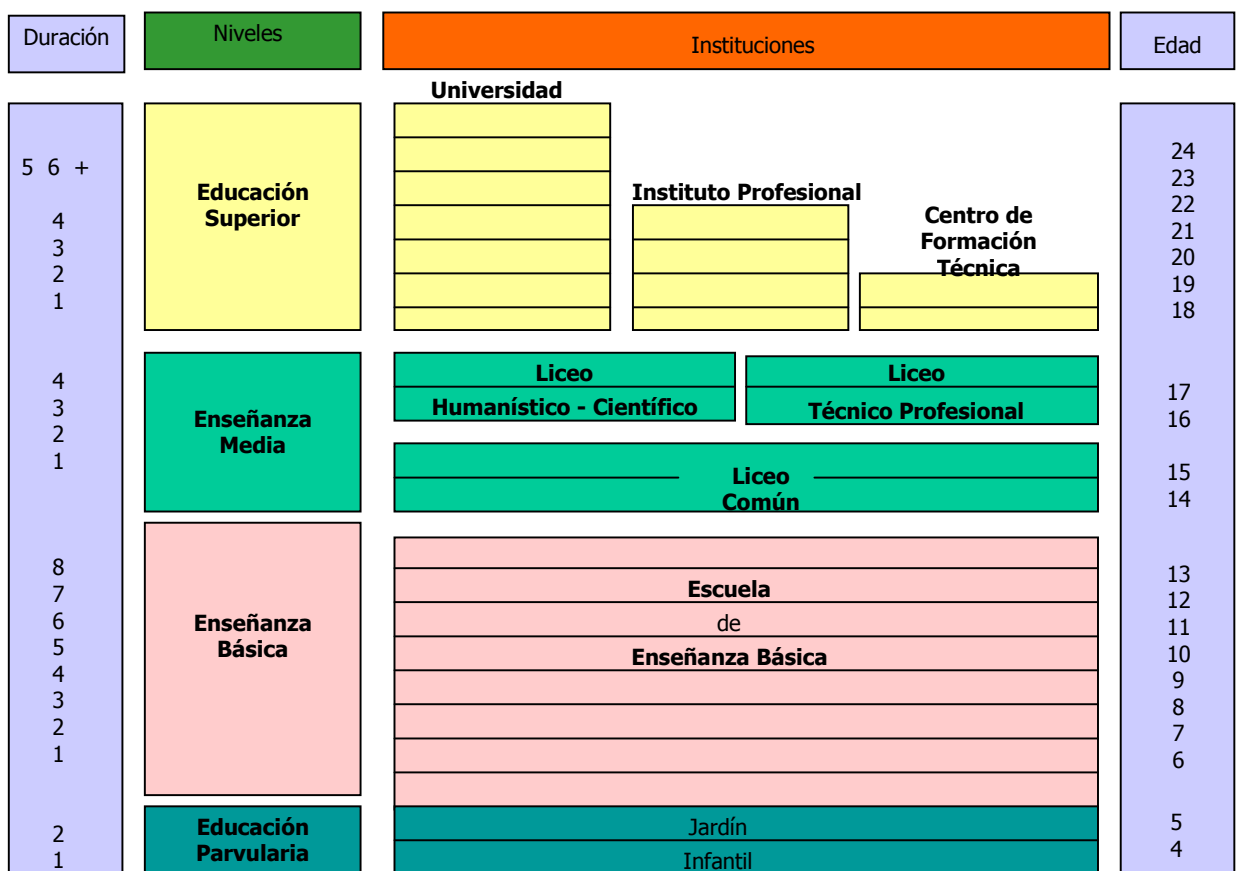 Duración
Niveles
Instituciones
Edad
Universidad
5 6 +
4
3
2
1
Educación
Superior
Instituto Profesional
Centro de
Formación
Técnica
24
23
22
21
20
19
18
4
3
2
1
Enseñanza
Media
Liceo
Humanístico - Científico
Liceo
Técnico Profesional
Liceo
Común
17
16
15
14
8
7
6
5
4
3
2
1
Enseñanza
Básica
Escuela
de
Enseñanza Básica
13
12
11
10
9
8
7
6
2
1
Educación
Parvularia
Jardín
Infantil
5
4